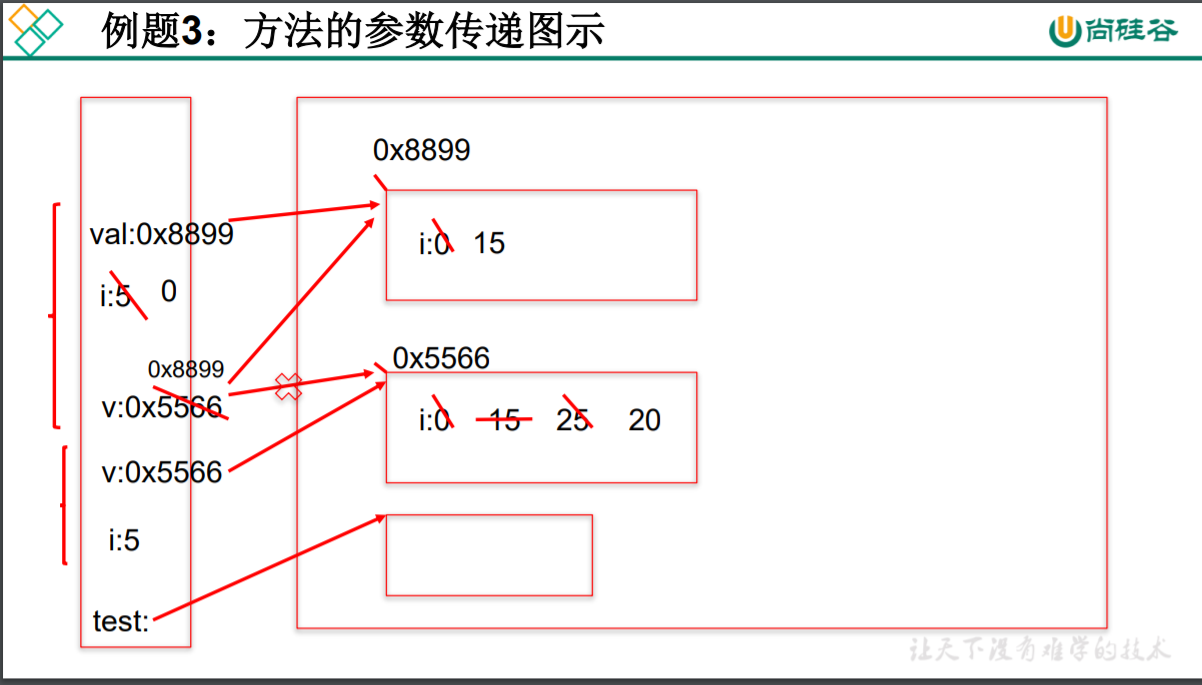 例题3：方法的参数传递图示
尚硅谷
0x8899
val:0x8899
i:0 15
i:5 0
0x8899
0x5566
v:0x5566
i:0 15 25 20
v:0x5566
i:5
test:
让天下没有难学的技术